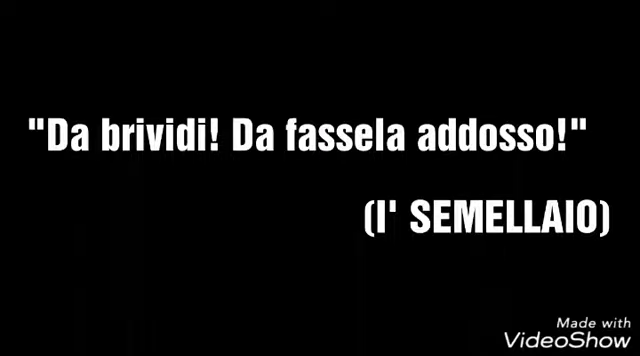 "Da brividi! Da fassela addosso!"
(I' SEMELLAIO)
Made with
VideoShow